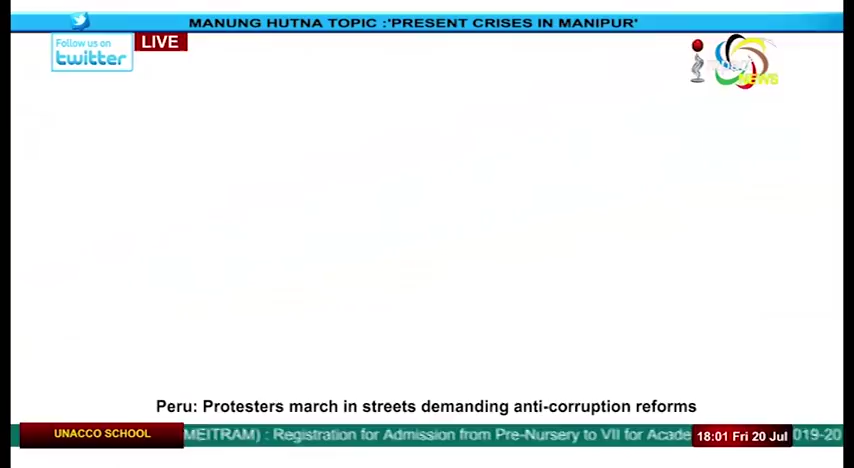 MANUNG HUTNA TOPIC :'PRESENT CRISES IN MANIPUR'
Follow us on
twitter
LIVE
NEWS
Peru: Protesters march in streets demanding anti-corruption reforms
UNACCO SCHOOL
MEITRAM) : Registration for Admission from Pre-Nursery to VII for Acade
18:01 Fri 20 Jul
019-20